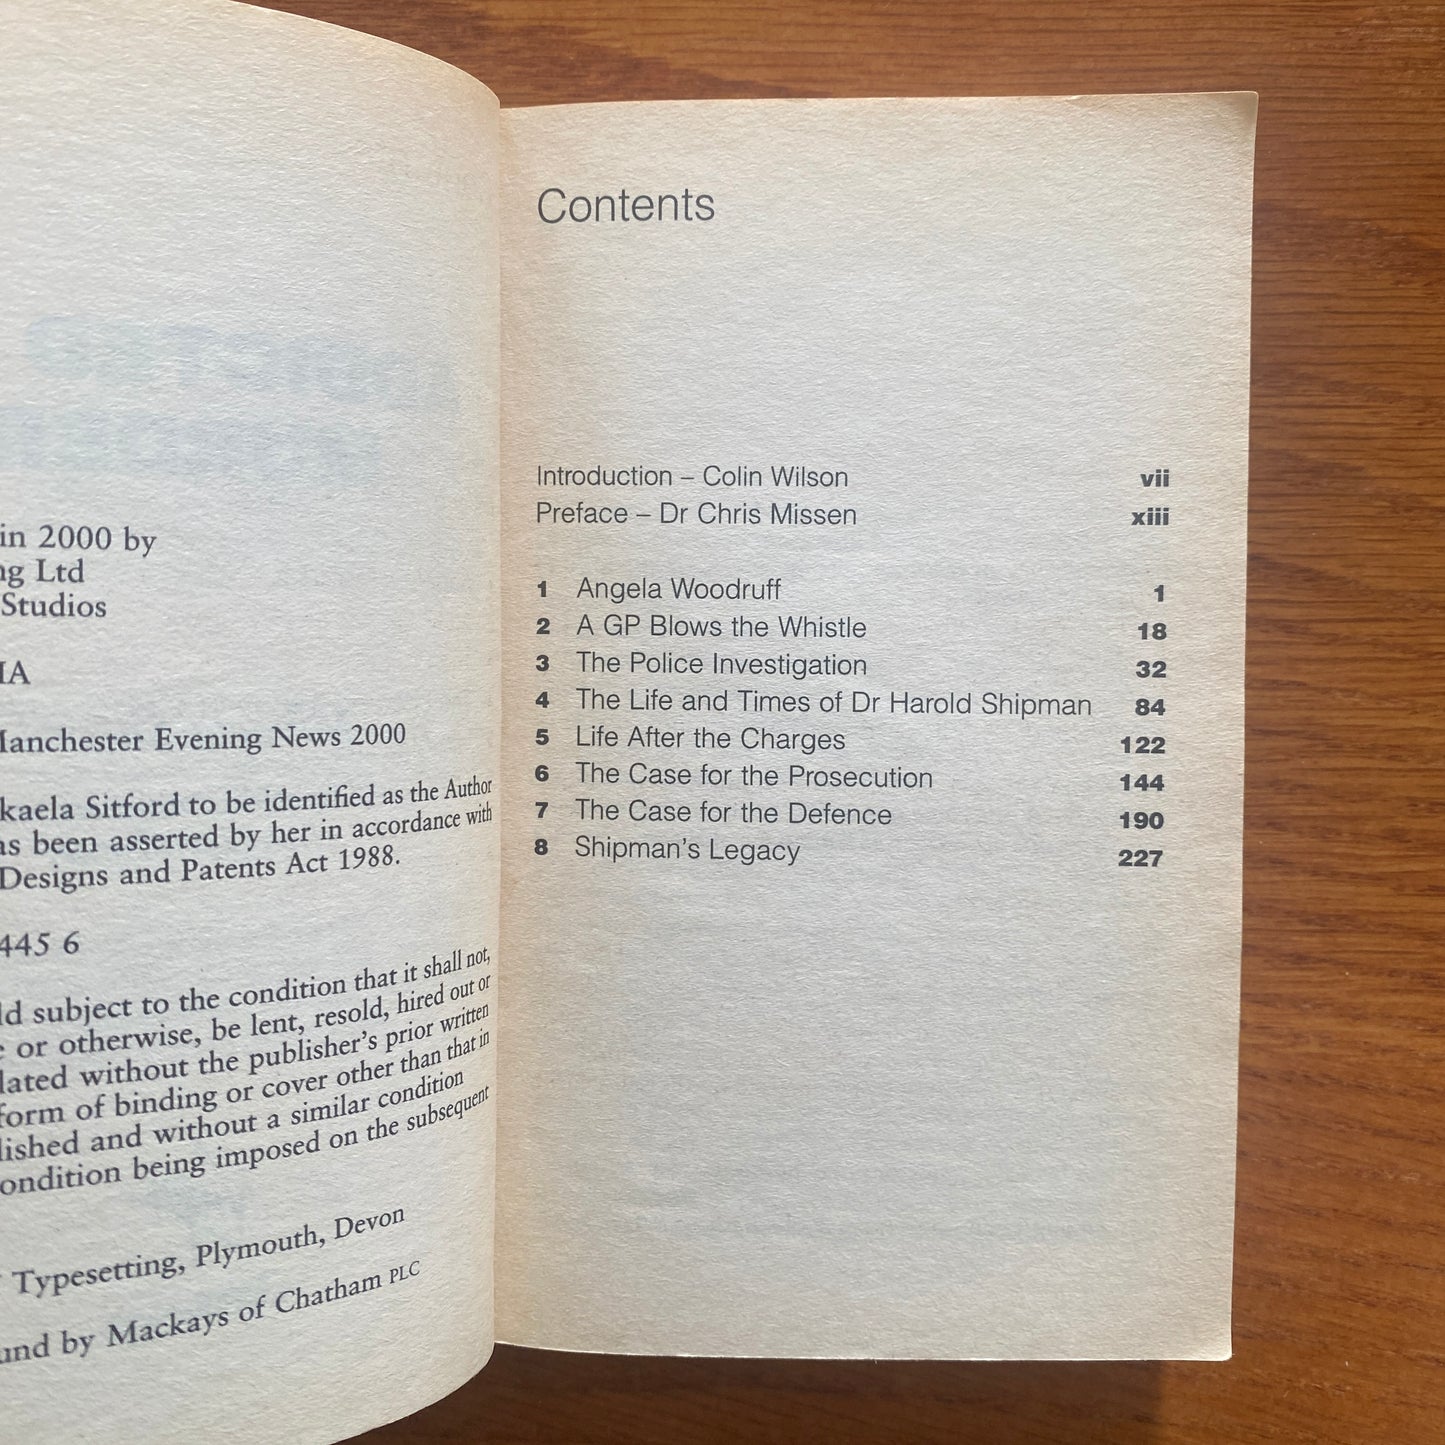 in 2000 by
ng Ltd
Studios
IA
Manchester Evening News 2000
kaela Sitford to be identified as the Author
as been asserted by her in accordance with
Designs and Patents Act 1988.
445 6
ld subject to the condition that it shall not,
e or otherwise, be lent, resold, hired out or
lated without the publisher's prior written
form of binding or cover other than that in
lished and without a similar condition
ondition being imposed on the subsequent
Typesetting, Plymouth, Devon
und by Mackays of Chatham PLC
Contents
Introduction – Colin Wilson vii
Preface – Dr Chris Missen xiii
1 Angela Woodruff 1
2 A GP Blows the Whistle 18
3 The Police Investigation 32
4 The Life and Times of Dr Harold Shipman 84
5 Life After the Charges 122
6 The Case for the Prosecution 144
7 The Case for the Defence 190
8 Shipman's Legacy 227